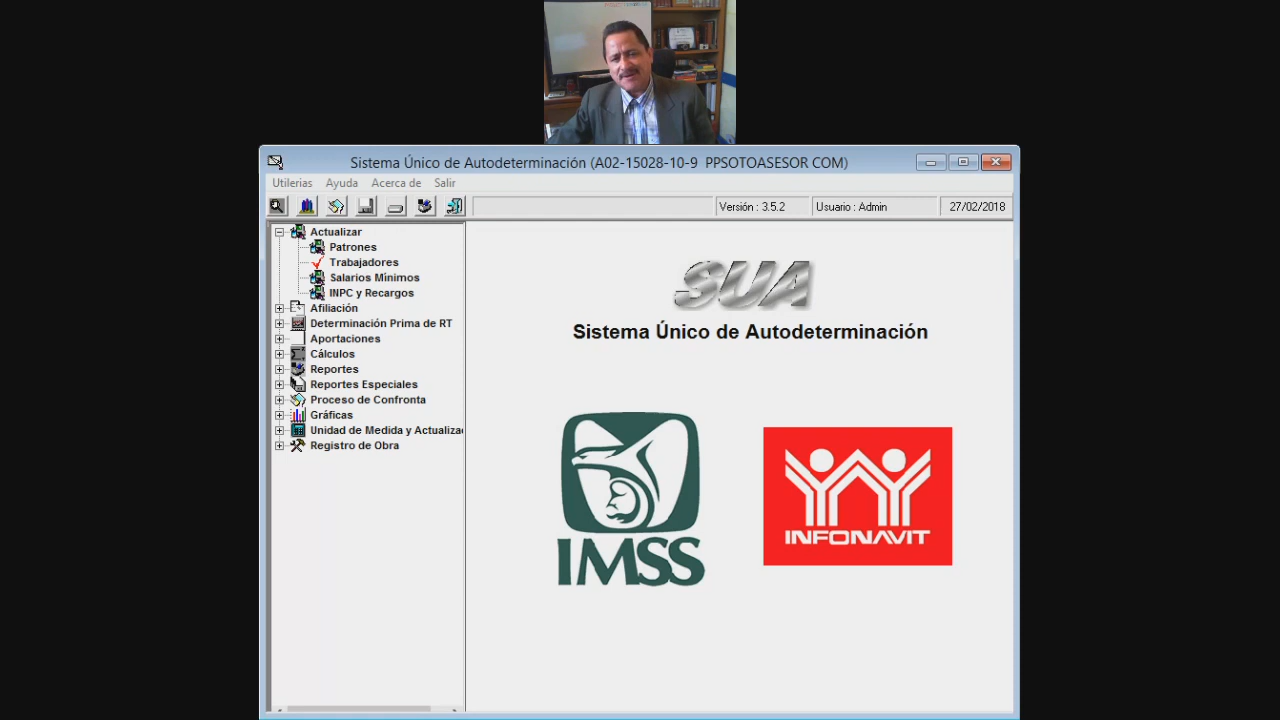 Sistema Único de Autodeterminación (A02-15028-10-9 PPSOTOASESOR COM)
Utilerias Ayuda Acerca de Salir
Versión : 3.5.2 Usuario : Admin 27/02/2018
Actualizar
Patrones
Trabajadores
Salarios Mínimos
INPC y Recargos
Afiliación
Determinación Prima de RT
Aportaciones
Cálculos
Reportes
Reportes Especiales
Proceso de Confronta
Gráficas
Unidad de Medida y Actualiza
Registro de Obra
SUA
Sistema Único de Autodeterminación
IMSS
INFONAVIT